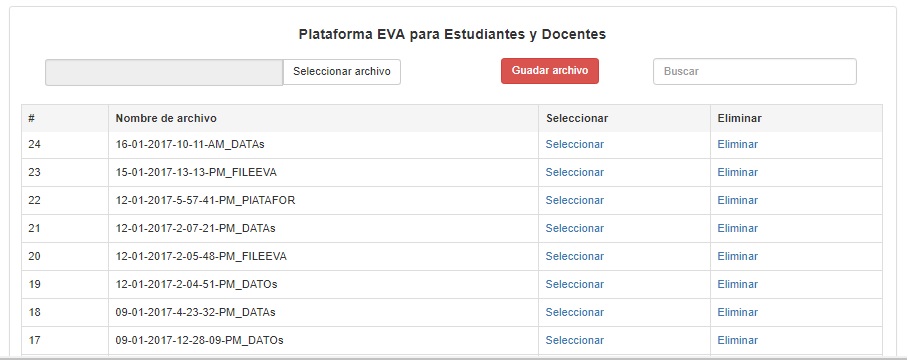 Plataforma EVA para Estudiantes y Docentes
Seleccionar archivo Guadar archivo Buscar
# Nombre de archivo Seleccionar Eliminar
24 16-01-2017-10-11-AM_DATAs Seleccionar Eliminar
23 15-01-2017-13-13-PM_FILEEVA Seleccionar Eliminar
22 12-01-2017-5-57-41-PM_PIATAFOR Seleccionar Eliminar
21 12-01-2017-2-07-21-PM_DATAs Seleccionar Eliminar
20 12-01-2017-2-05-48-PM_FILEEVA Seleccionar Eliminar
19 12-01-2017-2-04-51-PM_DATOs Seleccionar Eliminar
18 09-01-2017-4-23-32-PM_DATAs Seleccionar Eliminar
17 09-01-2017-12-28-09-PM_DATOs Seleccionar Eliminar